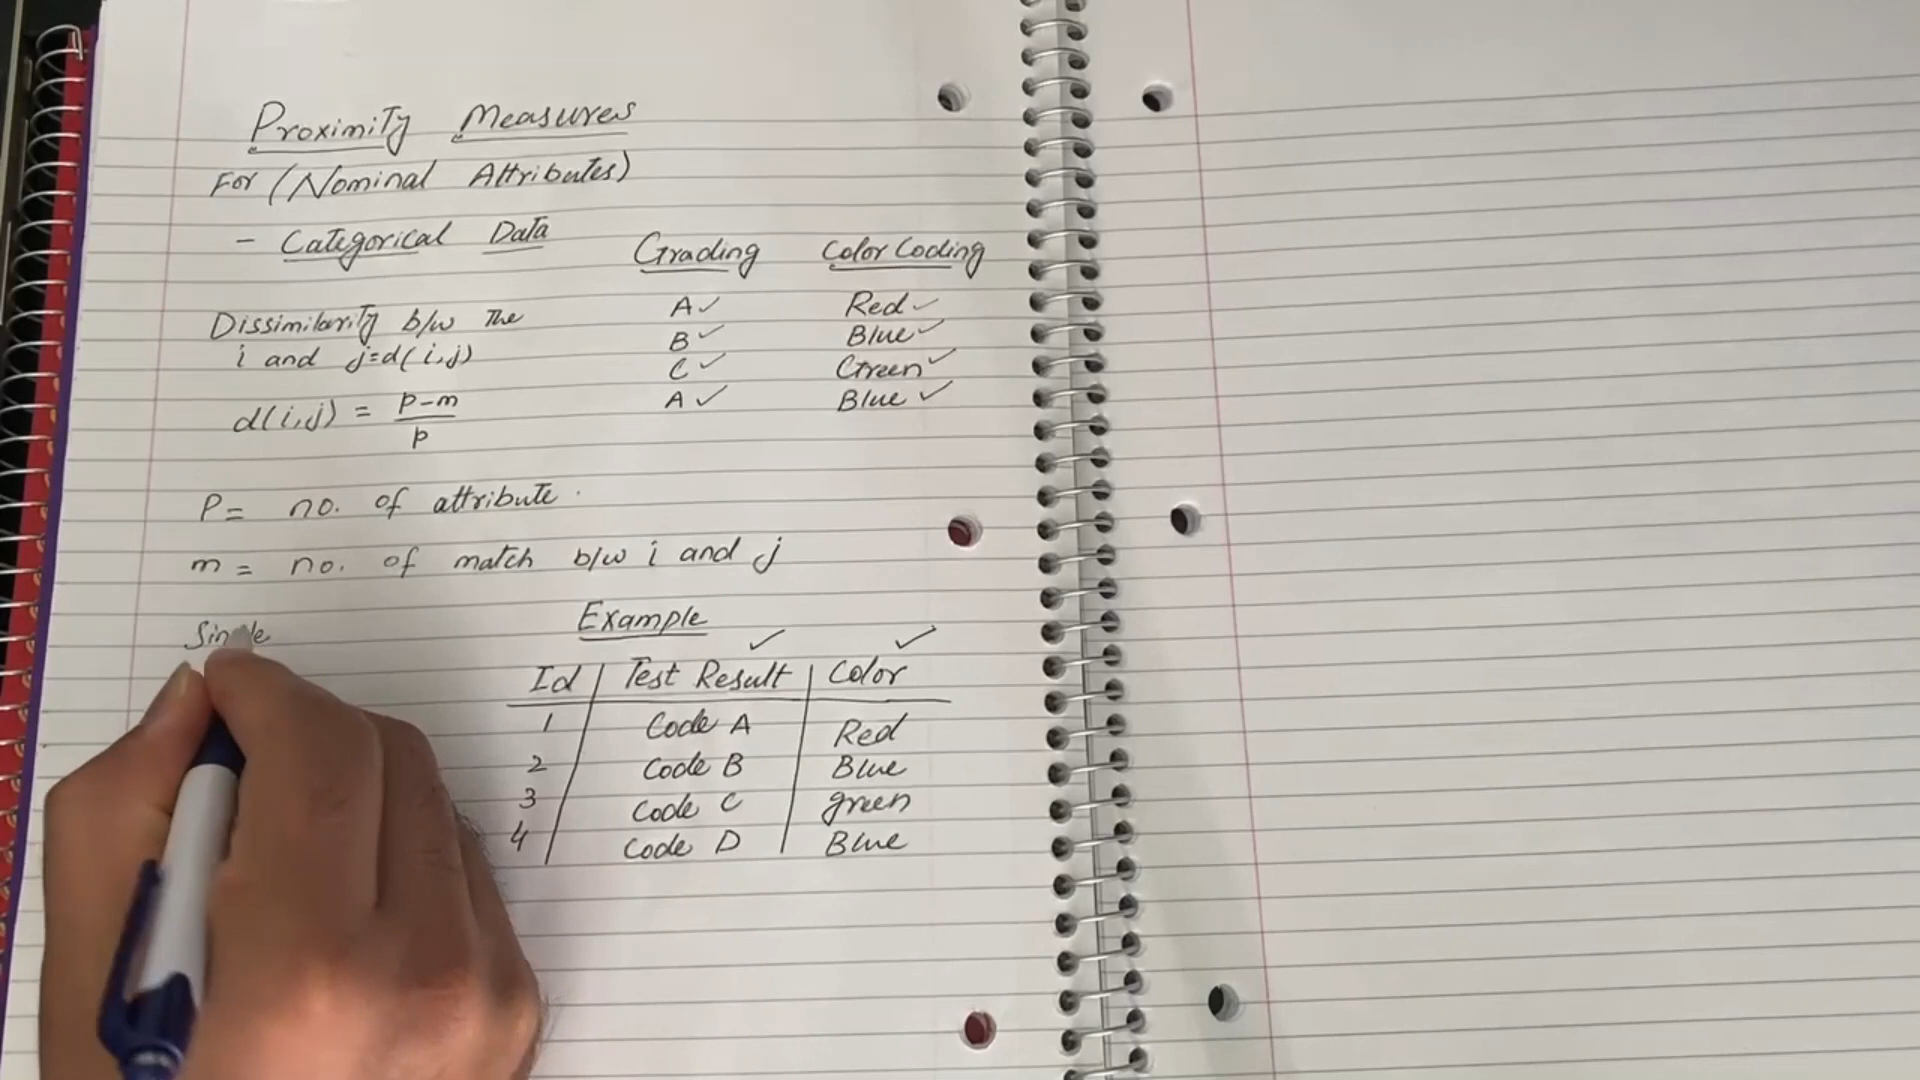 Proximity Measures
For (Nominal Attributes)
- Categorical Data
Grading Color Coding
A✓ Red✓
B✓ Blue✓
C✓ Green✓
A✓ Blue✓
Dissimilarity b/w The
i and j=d(i,j)
d(i,j) = p-m
p
P= no. of attribute.
m= no. of match b/w i and j
Example
Id Test Result ✓ Color ✓
1 Code A Red
2 Code B Blue
3 Code C green
4 Code D Blue